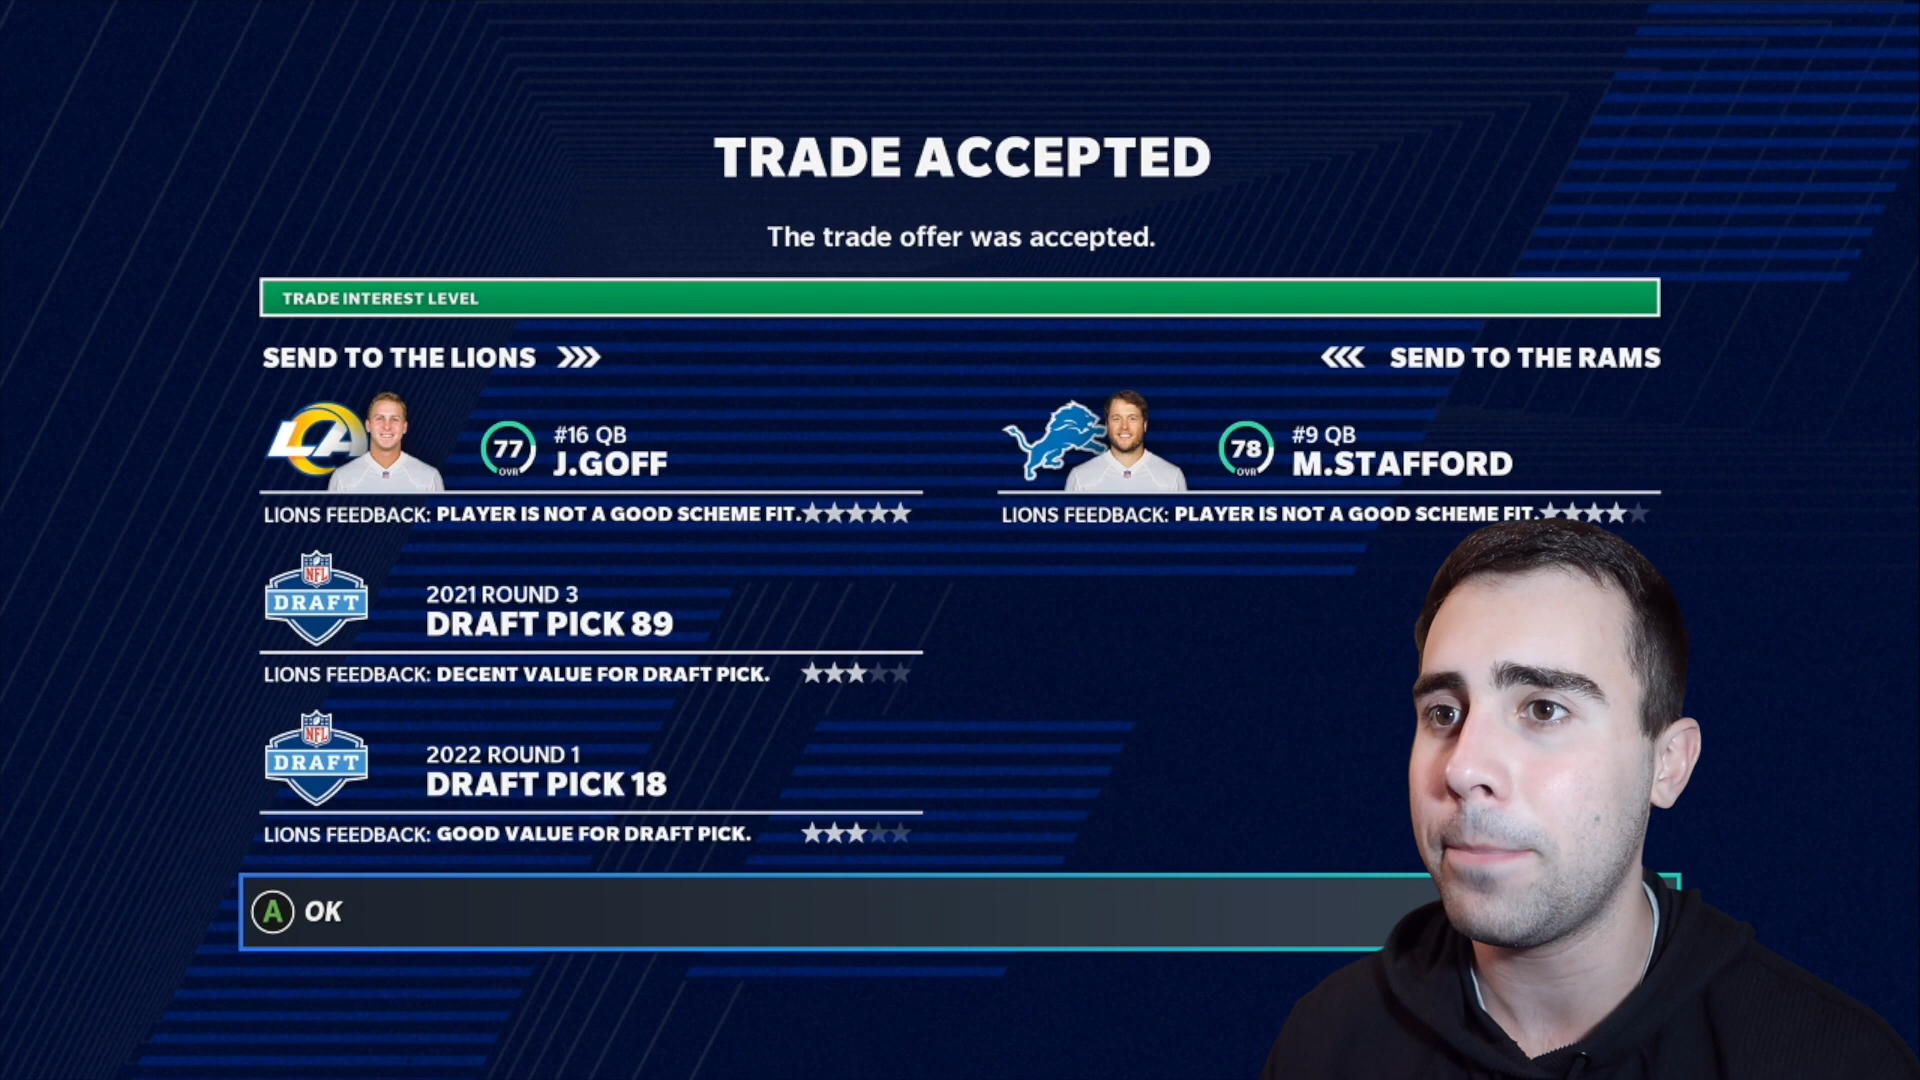 TRADE ACCEPTED
The trade offer was accepted.
TRADE INTEREST LEVEL
SEND TO THE LIONS
SEND TO THE RAMS
LA
77
OVR
#16 QB
J.GOFF
78
OVR
#9 QB
M.STAFFORD
LIONS FEEDBACK: PLAYER IS NOT A GOOD SCHEME FIT.
LIONS FEEDBACK: PLAYER IS NOT A GOOD SCHEME FIT.
NFL
DRAFT
2021 ROUND 3
DRAFT PICK 89
LIONS FEEDBACK: DECENT VALUE FOR DRAFT PICK.
NFL
DRAFT
2022 ROUND 1
DRAFT PICK 18
LIONS FEEDBACK: GOOD VALUE FOR DRAFT PICK.
A OK